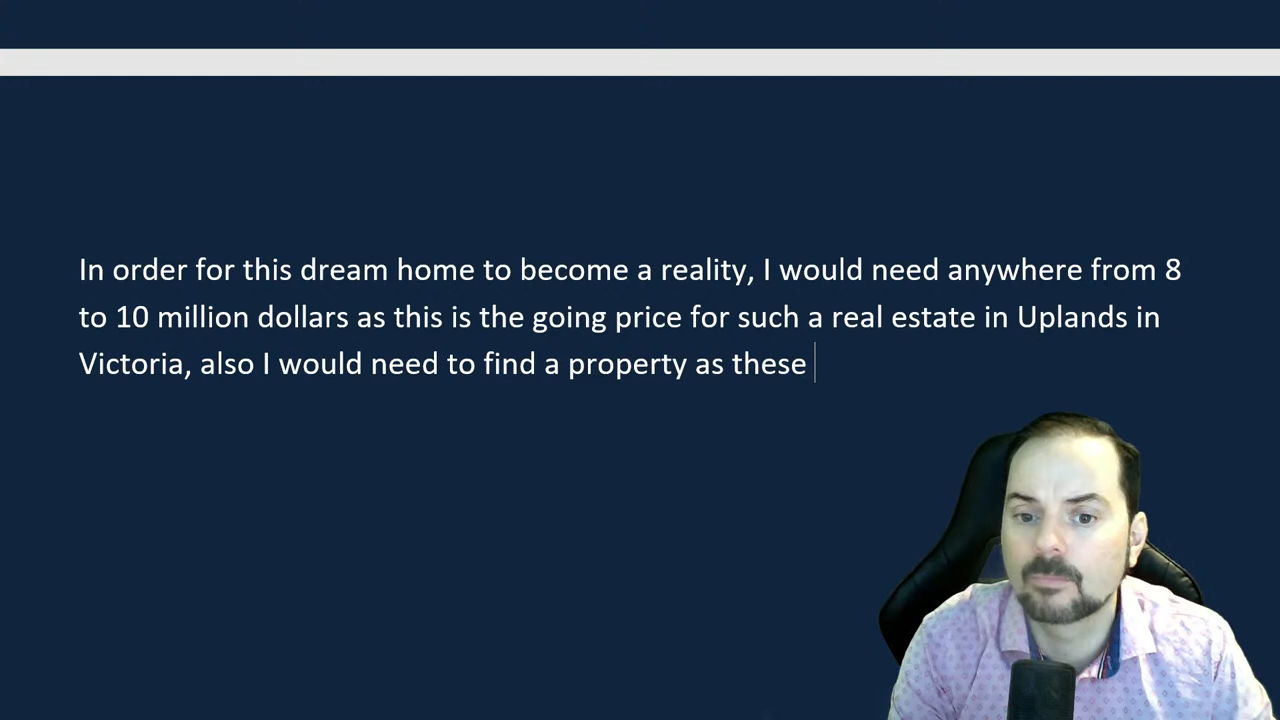 In order for this dream home to become a reality, I would need anywhere from 8
to 10 million dollars as this is the going price for such a real estate in Uplands in
Victoria, also I would need to find a property as these